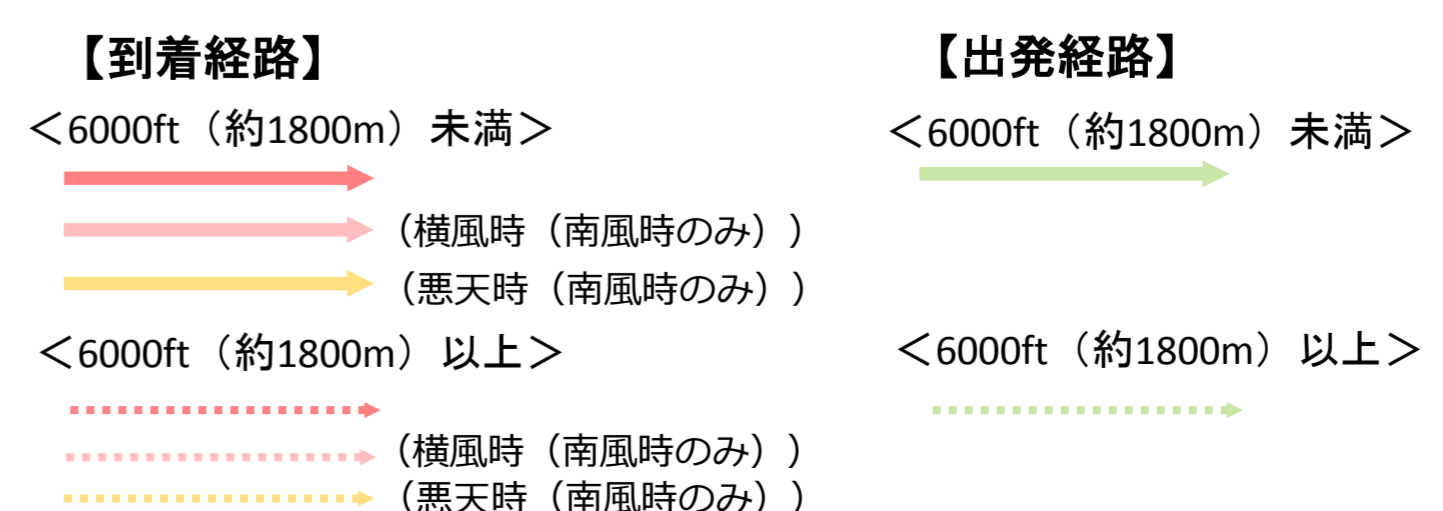 【到着経路】
＜6000ft（約1800m）未満＞
（横風時（南風時のみ））
（悪天時（南風時のみ））
＜6000ft（約1800m）以上＞
（横風時（南風時のみ））
（悪天時（南風時のみ））
【出発経路】
＜6000ft（約1800m）未満＞
＜6000ft（約1800m）以上＞